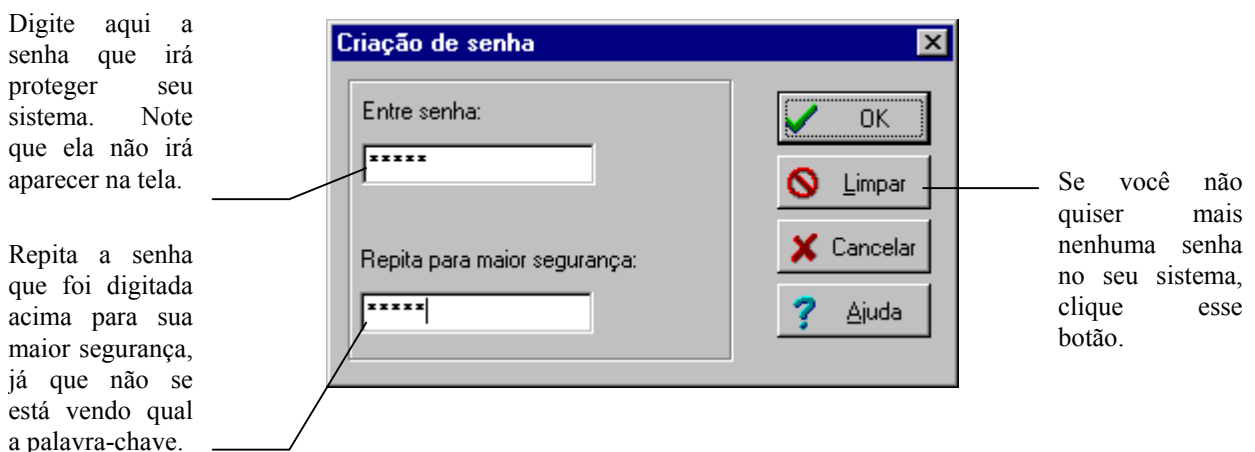 Digite aqui a
senha que irá
proteger seu
sistema. Note
que ela não irá
aparecer na tela.
Repita a senha
que foi digitada
acima para sua
maior segurança,
já que não se
está vendo qual
a palavra-chave.
Criação de senha
Entre senha:
*****
Repita para maior segurança:
*****
OK
Limpar
Cancelar
Ajuda
Se você não
quiser mais
nenhuma senha
no seu sistema,
clique esse
botão.